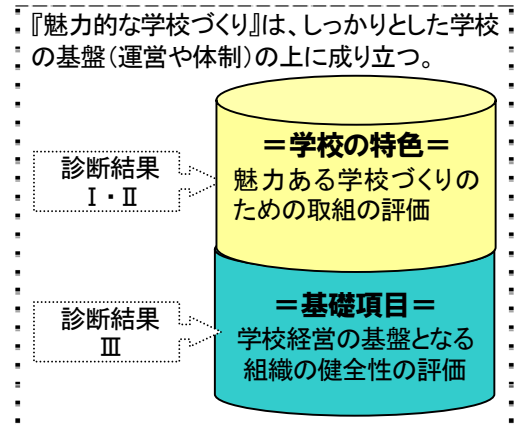 『魅力的な学校づくり』は、しっかりとした学校
の基盤(運営や体制)の上に成り立つ。
＝学校の特色＝
魅力ある学校づくりの
ための取組の評価
診断結果
Ⅰ・Ⅱ
＝基礎項目＝
学校経営の基盤となる
組織の健全性の評価
診断結果
Ⅲ